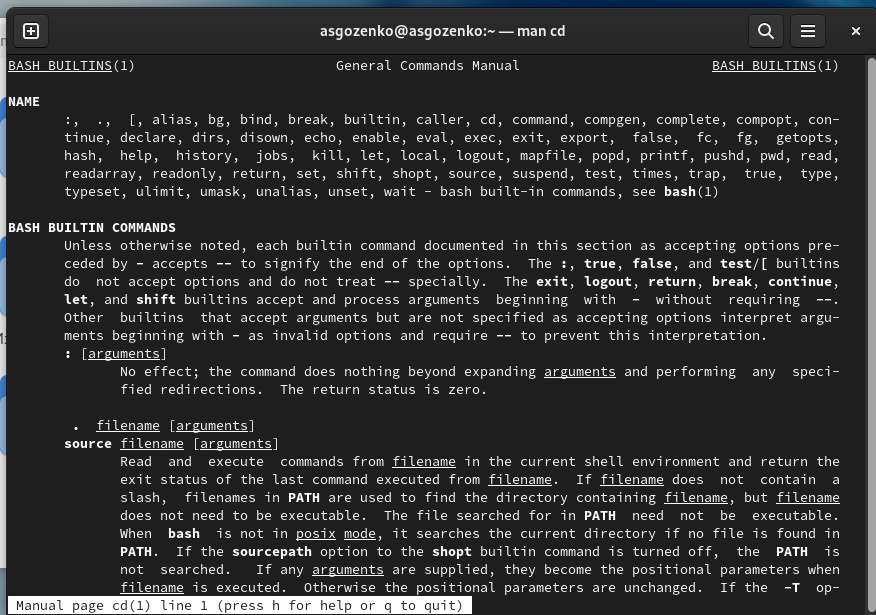 asgozenko@asgozenko:~ — man cd
BASH BUILTINS(1) General Commands Manual BASH BUILTINS(1)
NAME
:, ., [, alias, bg, bind, break, builtin, caller, cd, command, compgen, complete, compopt, con-
tinue, declare, dirs, disown, echo, enable, eval, exec, exit, export, false, fc, fg, getopts,
hash, help, history, jobs, kill, let, local, logout, mapfile, popd, printf, pushd, pwd, read,
readarray, readonly, return, set, shift, shopt, source, suspend, test, times, trap, true, type,
typeset, ulimit, umask, unalias, unset, wait - bash built-in commands, see bash(1)
BASH BUILTIN COMMANDS
Unless otherwise noted, each builtin command documented in this section as accepting options pre-
ceded by - accepts -- to signify the end of the options. The :, true, false, and test/[ builtins
do not accept options and do not treat -- specially. The exit, logout, return, break, continue,
let, and shift builtins accept and process arguments beginning with - without requiring --.
Other builtins that accept arguments but are not specified as accepting options interpret argu-
ments beginning with - as invalid options and require -- to prevent this interpretation.
: [arguments]
No effect; the command does nothing beyond expanding arguments and performing any speci-
fied redirections. The return status is zero.
. filename [arguments]
source filename [arguments]
Read and execute commands from filename in the current shell environment and return the
exit status of the last command executed from filename. If filename does not contain a
slash, filenames in PATH are used to find the directory containing filename, but filename
does not need to be executable. The file searched for in PATH need not be executable.
When bash is not in posix mode, it searches the current directory if no file is found in
PATH. If the sourcepath option to the shopt builtin command is turned off, the PATH is
not searched. If any arguments are supplied, they become the positional parameters when
filename is executed. Otherwise the positional parameters are unchanged. If the -T op-
Manual page cd(1) line 1 (press h for help or q to quit)